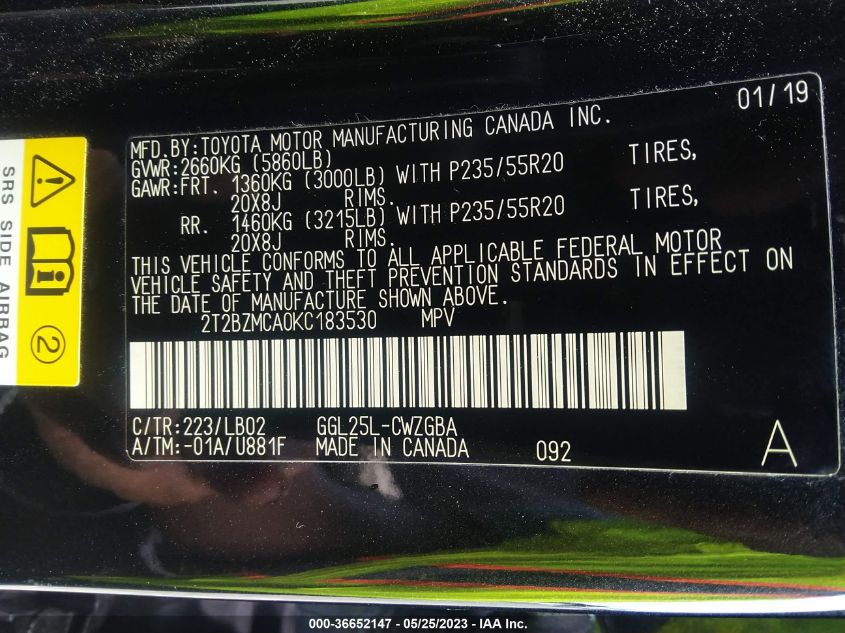 01/19
MFD.BY:TOYOTA MOTOR MANUFACTURING CANADA INC.
GVWR:2660KG (5860LB)
GAWR:FRT. 1360KG (3000LB) WITH P235/55R20 TIRES,
20X8J RIMS.
RR. 1460KG (3215LB) WITH P235/55R20 TIRES,
20X8J RIMS.
THIS VEHICLE CONFORMS TO ALL APPLICABLE FEDERAL MOTOR
VEHICLE SAFETY AND THEFT PREVENTION STANDARDS IN EFFECT ON
THE DATE OF MANUFACTURE SHOWN ABOVE.
2T2BZMCA0KC183530 MPV
C/TR:223/LB02 GGL25L-CWZGBA
A/TM:-01A/U881F MADE IN CANADA 092
A
SRS SIDE AIRBAG
2
000-36652147 - 05/25/2023 - IAA Inc.